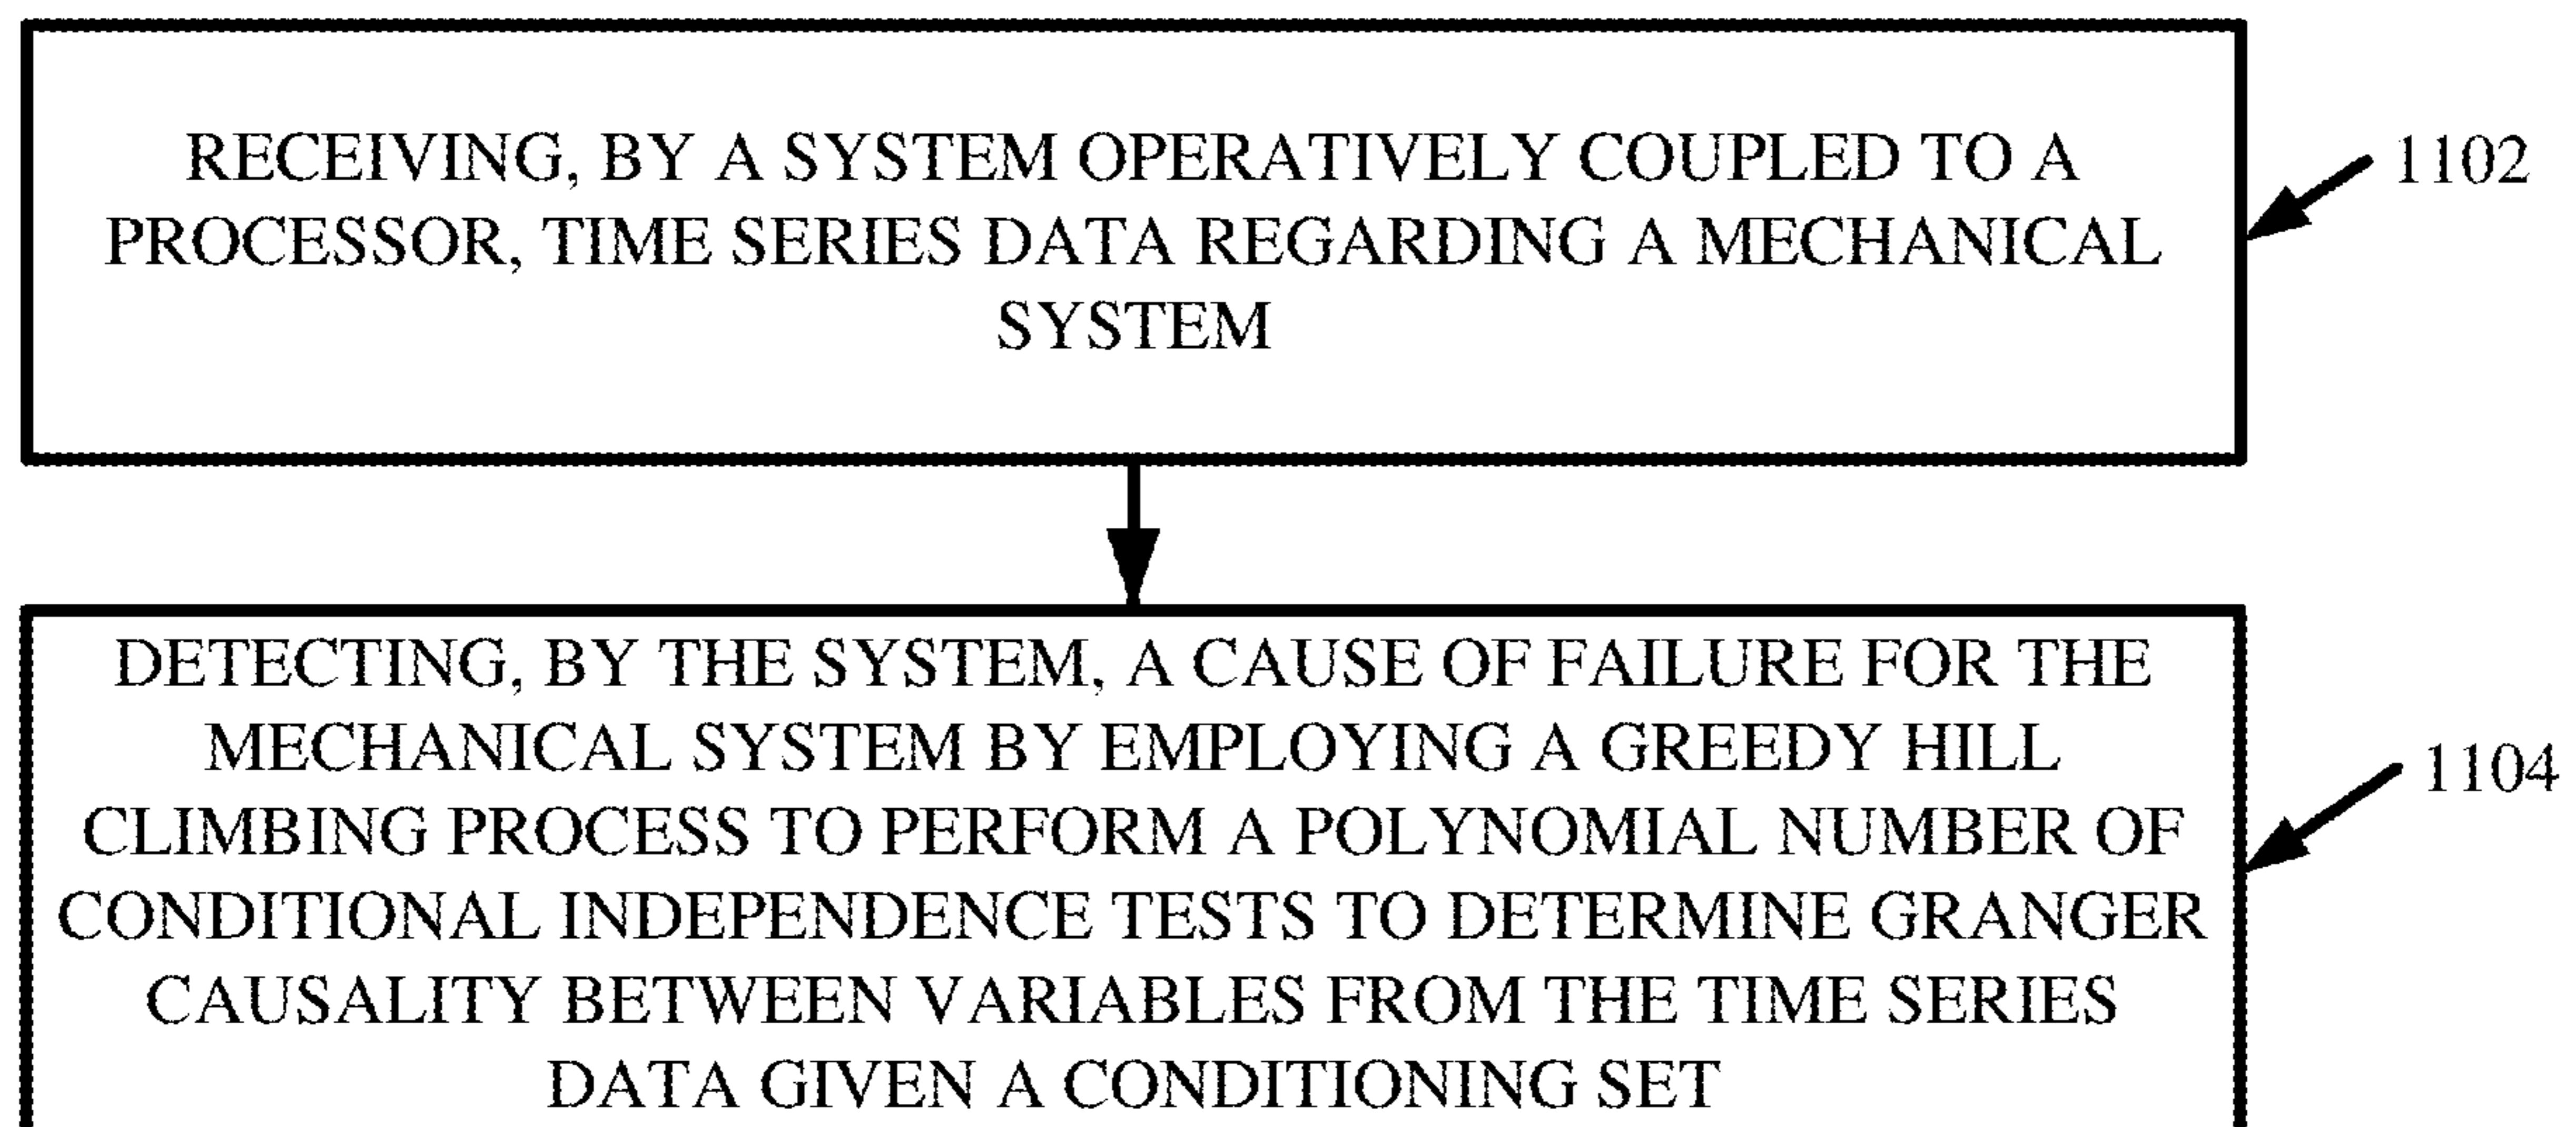 RECEIVING, BY A SYSTEM OPERATIVELY COUPLED TO A
PROCESSOR, TIME SERIES DATA REGARDING A MECHANICAL
SYSTEM
1102
DETECTING, BY THE SYSTEM, A CAUSE OF FAILURE FOR THE
MECHANICAL SYSTEM BY EMPLOYING A GREEDY HILL
CLIMBING PROCESS TO PERFORM A POLYNOMIAL NUMBER OF
CONDITIONAL INDEPENDENCE TESTS TO DETERMINE GRANGER
CAUSALITY BETWEEN VARIABLES FROM THE TIME SERIES
DATA GIVEN A CONDITIONING SET
1104